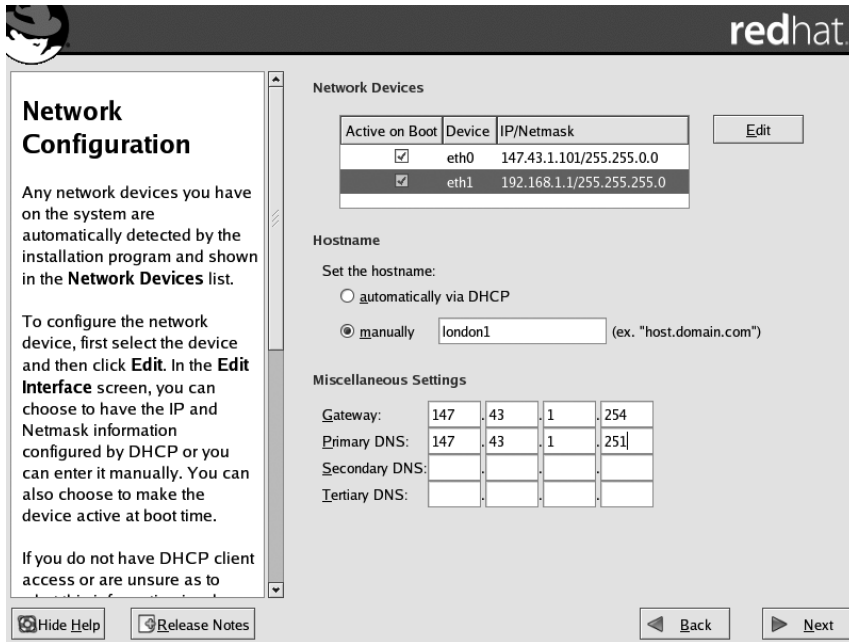 redhat.
Network
Configuration
Any network devices you have
on the system are
automatically detected by the
installation program and shown
in the Network Devices list.
To configure the network
device, first select the device
and then click Edit. In the Edit
Interface screen, you can
choose to have the IP and
Netmask information
configured by DHCP or you
can enter it manually. You can
also choose to make the
device active at boot time.
If you do not have DHCP client
access or are unsure as to
Network Devices
Active on Boot Device IP/Netmask
eth0 147.43.1.101/255.255.0.0
eth1 192.168.1.1/255.255.255.0
Edit
Hostname
Set the hostname:
automatically via DHCP
manually london1 (ex. "host.domain.com")
Miscellaneous Settings
Gateway: 147 . 43 . 1 . 254
Primary DNS: 147 . 43 . 1 . 251
Secondary DNS: . . .
Tertiary DNS: . . .
Hide Help
Release Notes
Back
Next